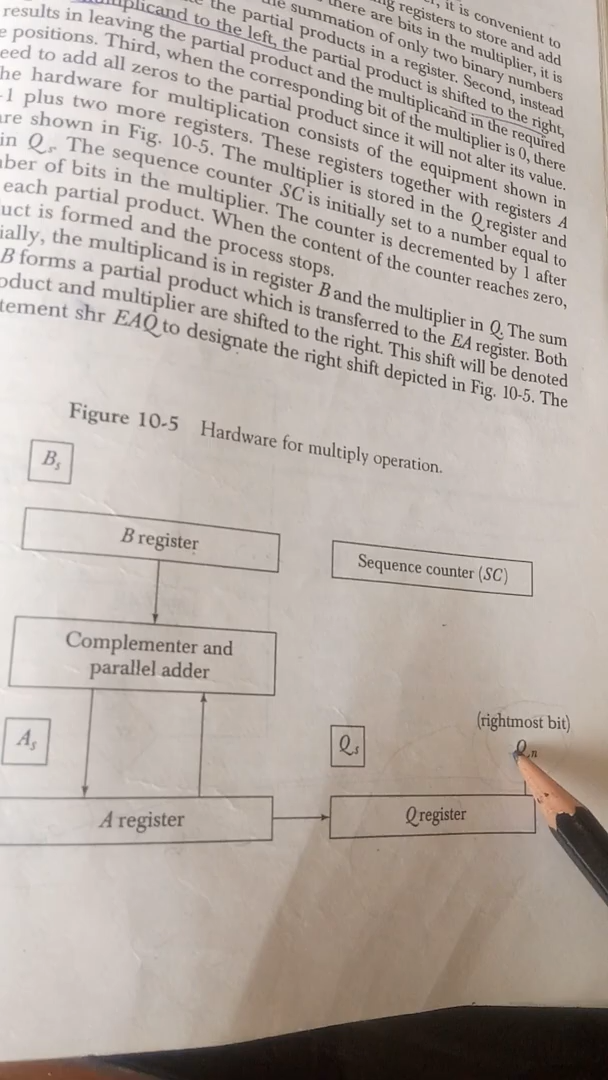 , it is convenient to
ng registers to store and add
the summation of only two binary numbers
there are bits in the multiplier, it is
the partial products in a register. Second, instead
multiplicand to the left, the partial product is shifted to the right,
results in leaving the partial product and the multiplicand in the required
e positions. Third, when the corresponding bit of the multiplier is 0, there
eed to add all zeros to the partial product since it will not alter its value.
he hardware for multiplication consists of the equipment shown in
-1 plus two more registers. These registers together with registers A
are shown in Fig. 10-5. The multiplier is stored in the Q register and
in Qs. The sequence counter SC is initially set to a number equal to
mber of bits in the multiplier. The counter is decremented by 1 after
each partial product. When the content of the counter reaches zero,
uct is formed and the process stops.
ially, the multiplicand is in register B and the multiplier in Q. The sum
B forms a partial product which is transferred to the EA register. Both
oduct and multiplier are shifted to the right. This shift will be denoted
tement shr EAQ to designate the right shift depicted in Fig. 10-5. The
Figure 10-5 Hardware for multiply operation.
Bs
B register
Sequence counter (SC)
Complementer and
parallel adder
As
Qs
(rightmost bit)
Qn
A register
Q register